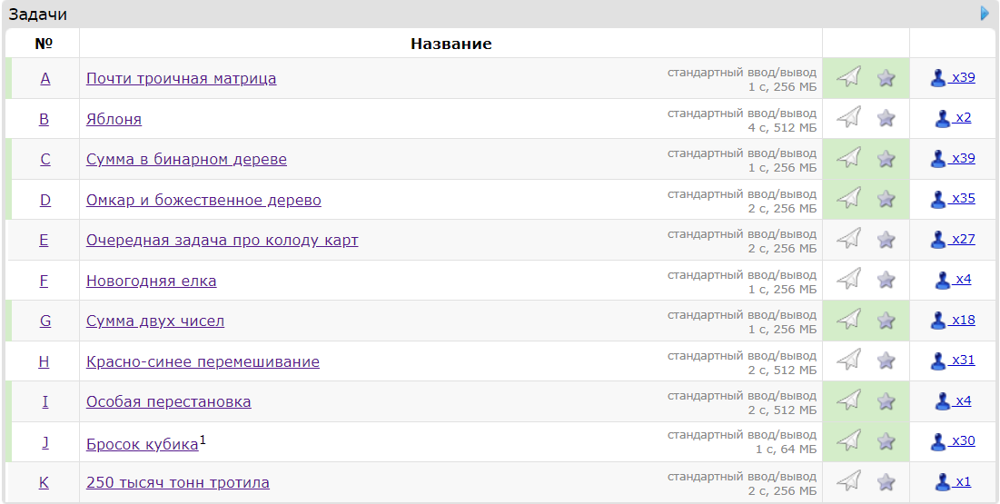 Задачи
№ Название
A Почти троичная матрица стандартный ввод/вывод x39
1 с, 256 МБ
B Яблоня стандартный ввод/вывод x2
4 с, 512 МБ
C Сумма в бинарном дереве стандартный ввод/вывод x39
1 с, 256 МБ
D Омкар и божественное дерево стандартный ввод/вывод x35
2 с, 256 МБ
E Очередная задача про колоду карт стандартный ввод/вывод x27
2 с, 256 МБ
F Новогодняя елка стандартный ввод/вывод x4
1 с, 256 МБ
G Сумма двух чисел стандартный ввод/вывод x18
1 с, 256 МБ
H Красно-синее перемешивание стандартный ввод/вывод x31
2 с, 512 МБ
I Особая перестановка стандартный ввод/вывод x4
2 с, 512 МБ
J Бросок кубика1 стандартный ввод/вывод x30
1 с, 64 МБ
K 250 тысяч тонн тротила стандартный ввод/вывод x1
2 с, 256 МБ